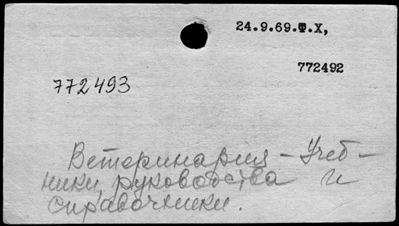 24.9.69.Ф.Х,
772492
772493
Ветеринария – Учеб-
ники, руководства и
справочники.